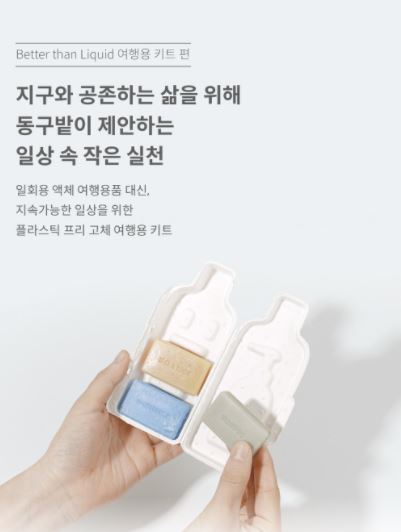 Better than Liquid 여행용 키트 편
지구와 공존하는 삶을 위해
동구밭이 제안하는
일상 속 작은 실천
일회용 액체 여행용품 대신,
지속가능한 일상을 위한
플라스틱 프리 고체 여행용 키트